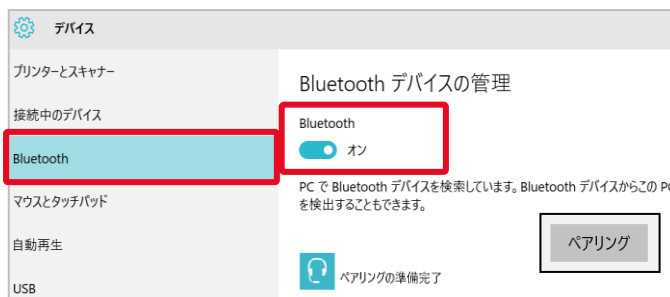 デバイス
プリンターとスキャナー
接続中のデバイス
Bluetooth
マウスとタッチパッド
自動再生
USB
Bluetooth デバイスの管理
Bluetooth
オン
PC で Bluetooth デバイスを検索しています。Bluetooth デバイスからこの PC
を検出することもできます。
ペアリング
ペアリングの準備完了